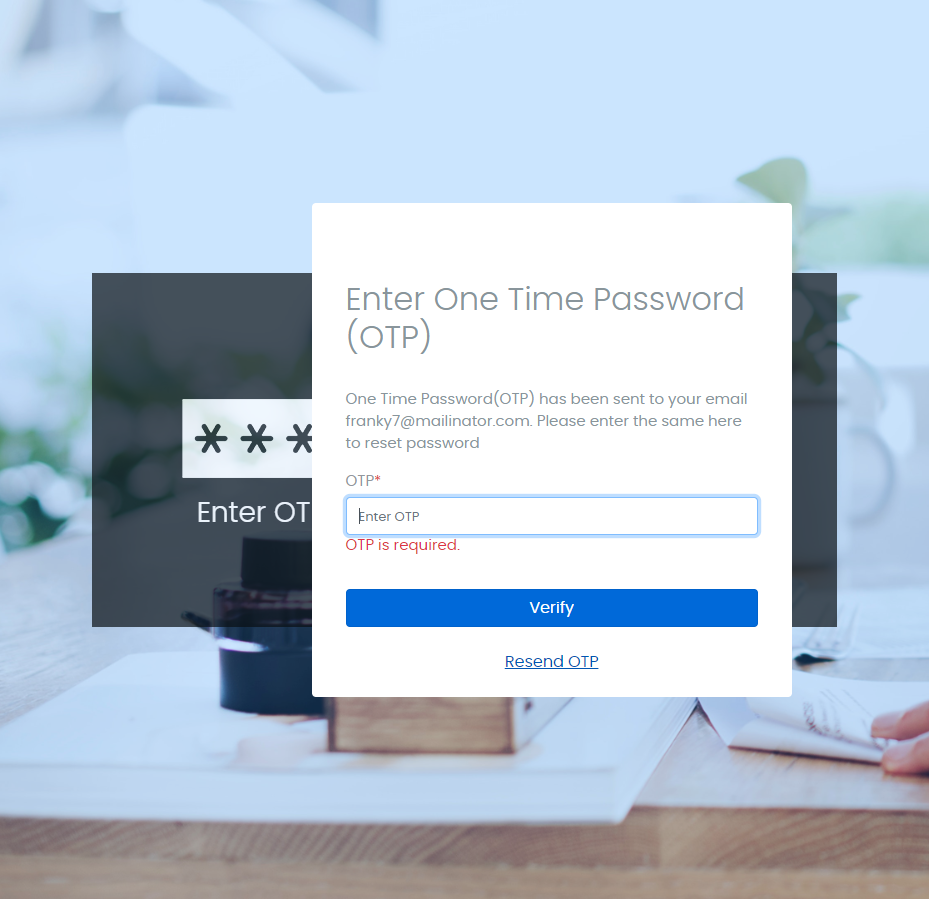 Enter One Time Password
(OTP)
One Time Password(OTP) has been sent to your email
franky7@mailinator.com. Please enter the same here
to reset password
OTP*
Enter OTP
OTP is required.
Verify
Resend OTP
***
Enter OT